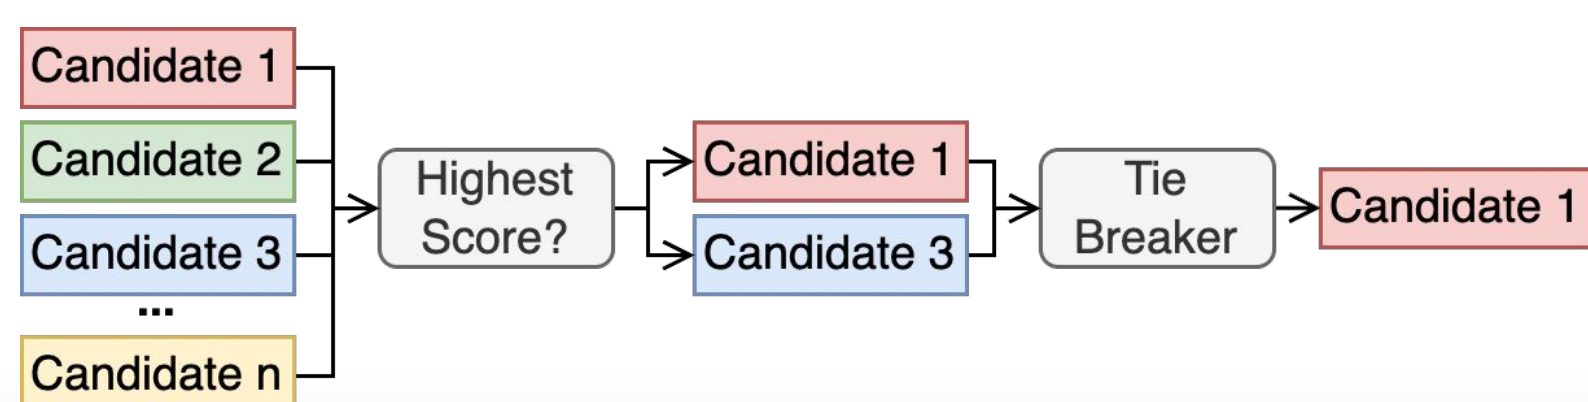 Candidate 1
Candidate 2
Candidate 3
...
Candidate n
Highest
Score?
Candidate 1
Candidate 3
Tie
Breaker
Candidate 1